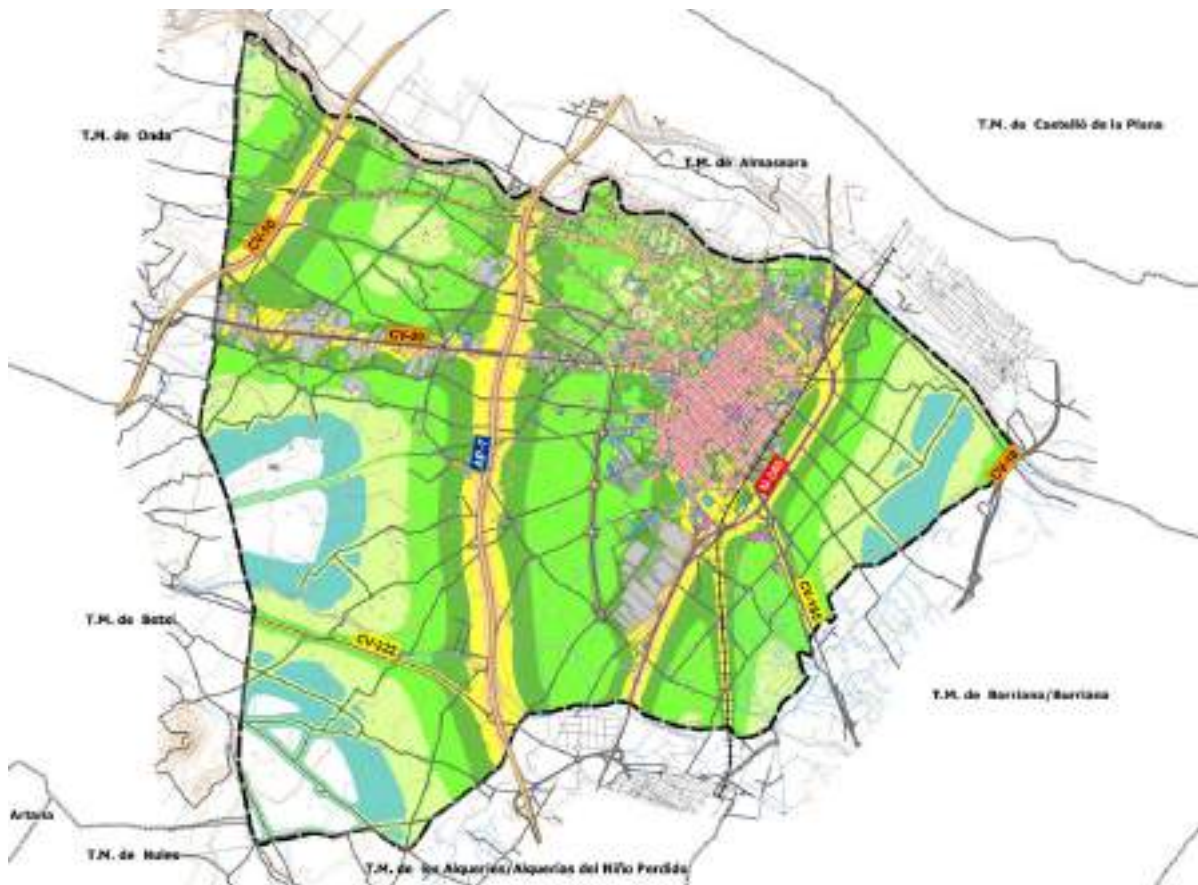 T.M. de Castelló de la Plana
T.M. de Onda
T.M. de Almassora
CV-10
CV-20
AP-7
N-340
CV-18
CV-185
T.M. de Betxí
CV-222
T.M. de Borriana/Burriana
Artana
T.M. de Nules
T.M. de les Alqueries/Alquerías del Niño Perdido